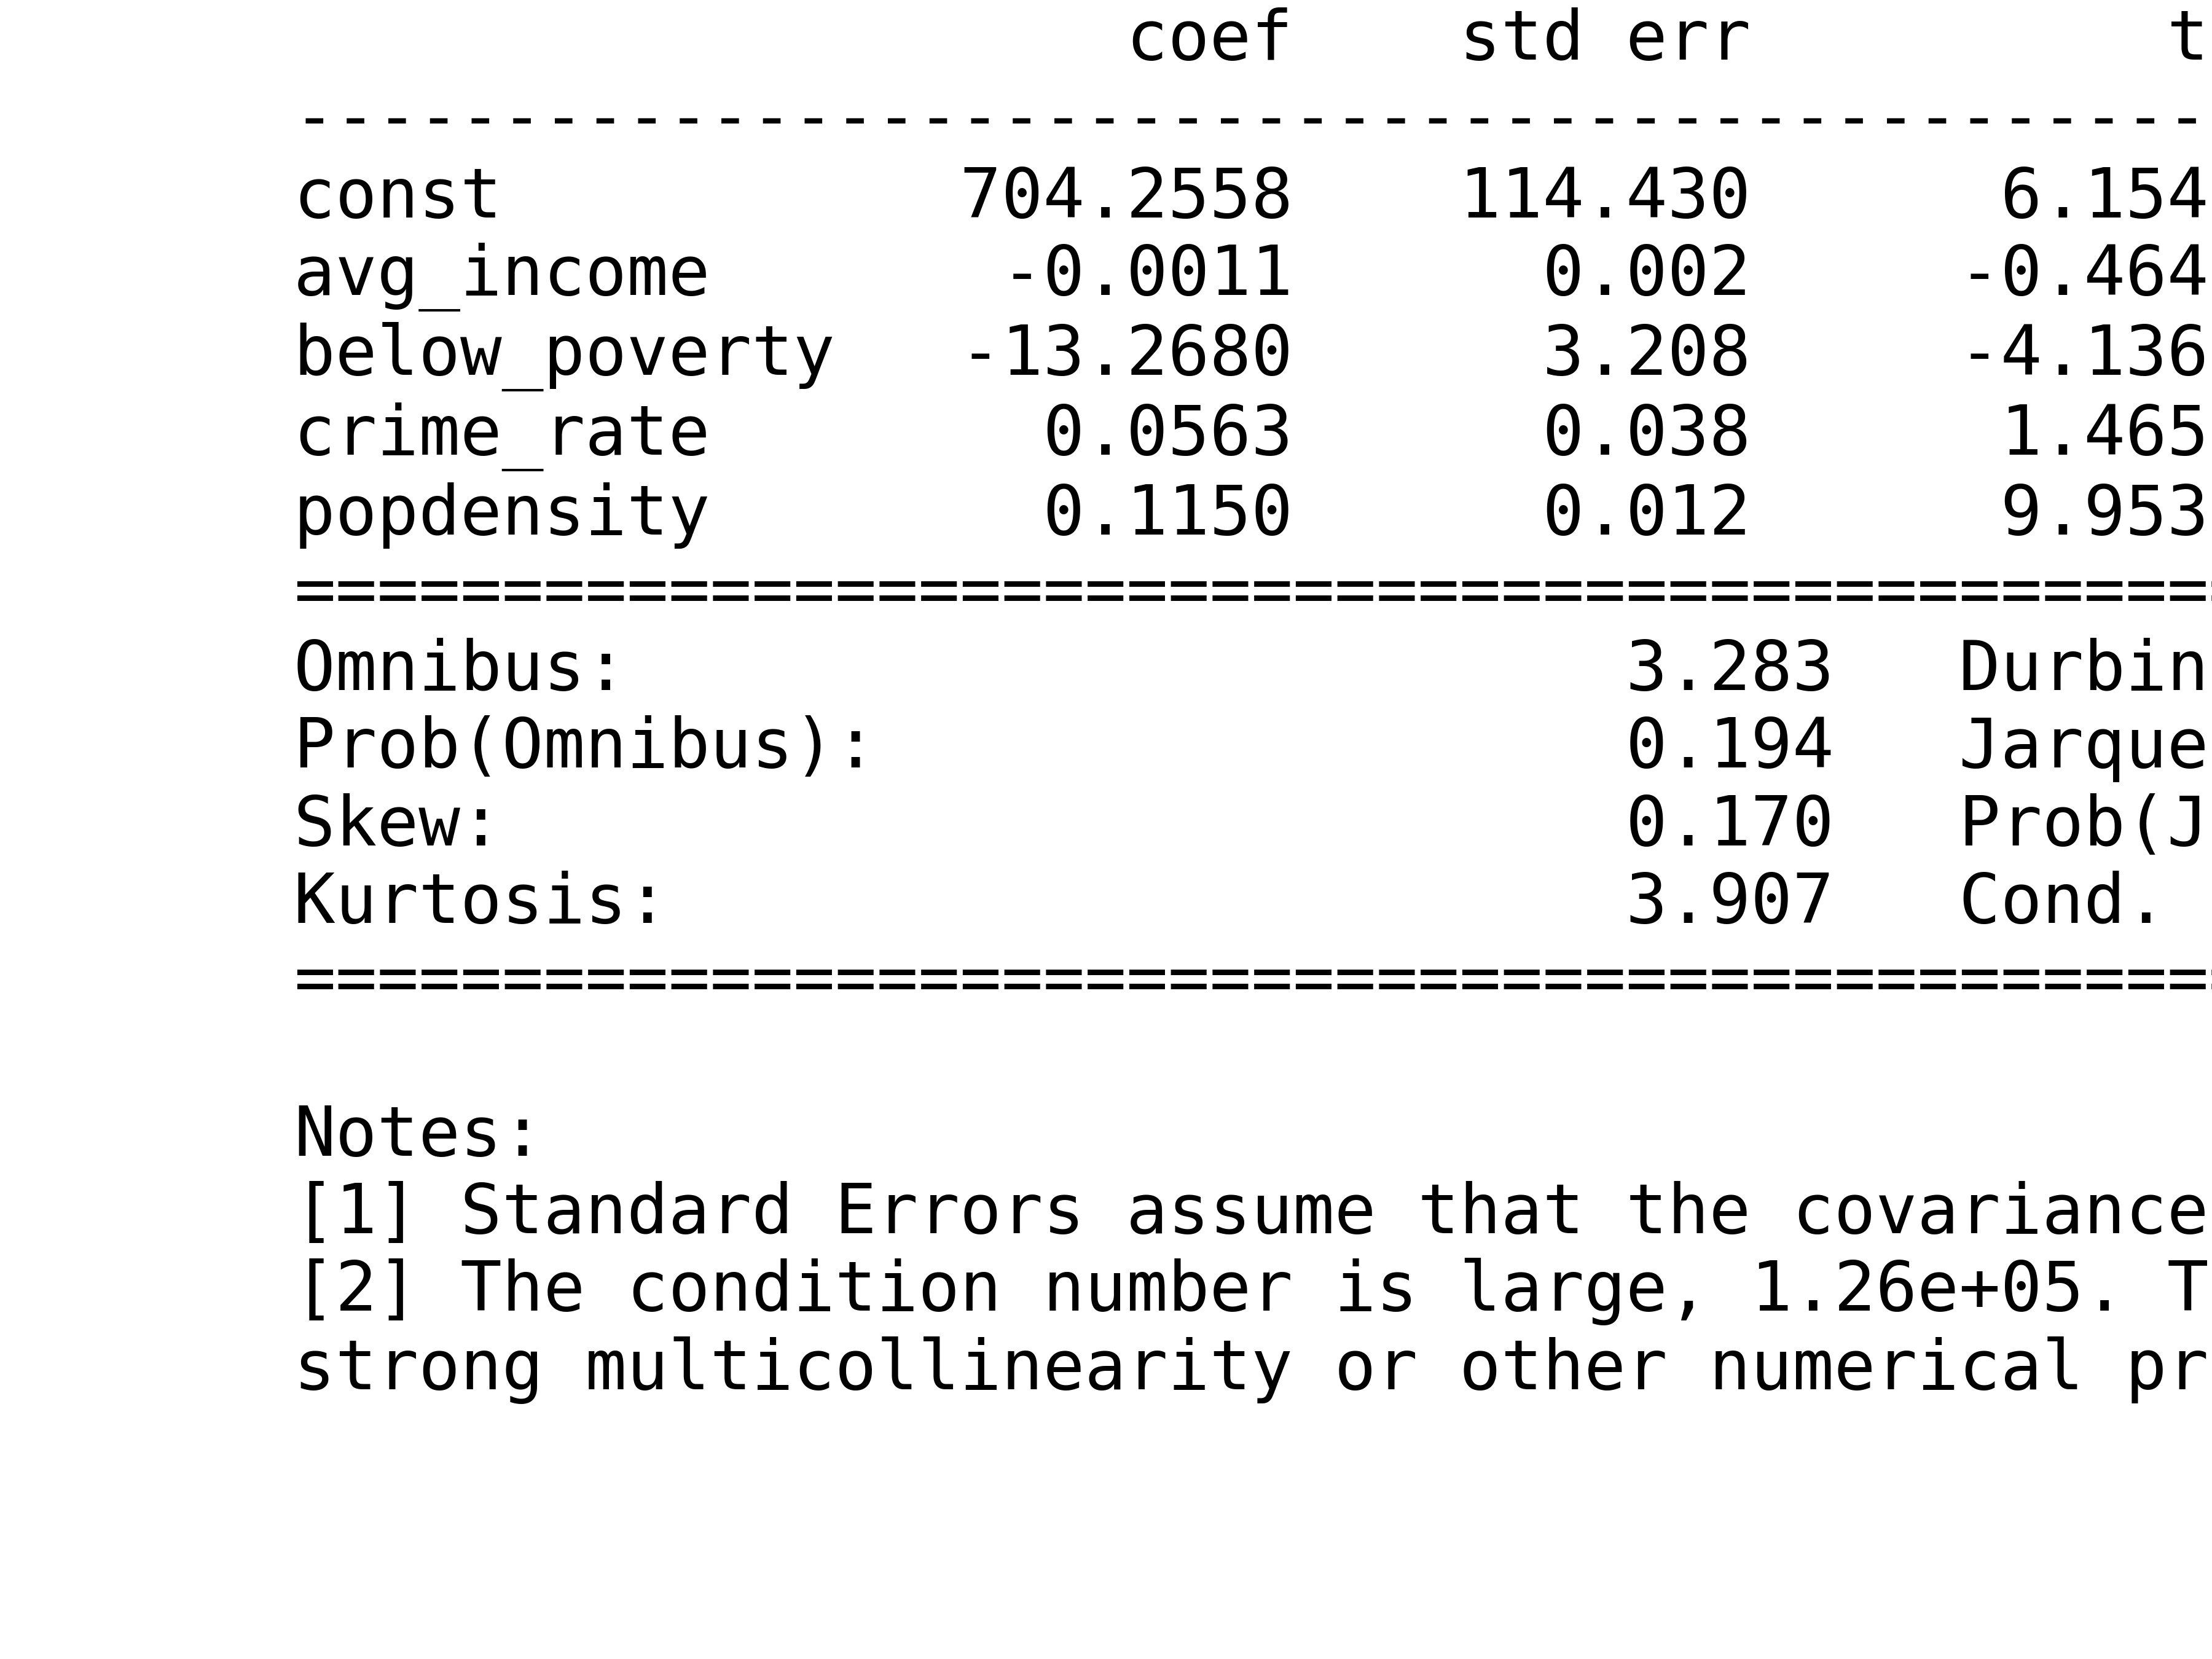 coef std err t
----------------------------------------------
const 704.2558 114.430 6.154
avg_income -0.0011 0.002 -0.464
below_poverty -13.2680 3.208 -4.136
crime_rate 0.0563 0.038 1.465
popdensity 0.1150 0.012 9.953
==============================================
Omnibus: 3.283 Durbin
Prob(Omnibus): 0.194 Jarque
Skew: 0.170 Prob(J
Kurtosis: 3.907 Cond.
==============================================
Notes:
[1] Standard Errors assume that the covariance
[2] The condition number is large, 1.26e+05. T
strong multicollinearity or other numerical pr